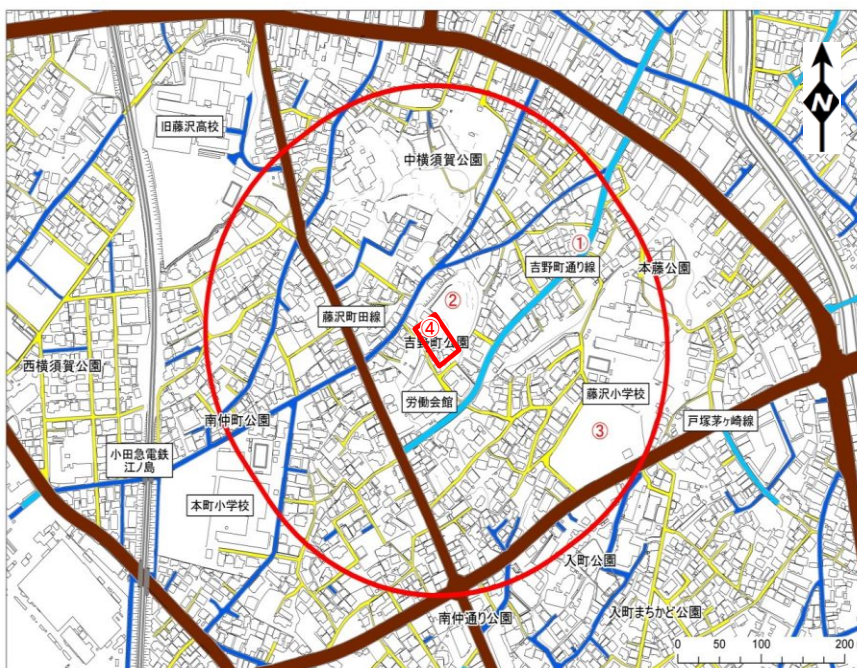 N
旧藤沢高校
中横須賀公園
①
吉野町通り線
本藤公園
②
藤沢町田線
④
吉野町公園
西横須賀公園
労働会館
藤沢小学校
南仲町公園
戸塚茅ヶ崎線
③
小田急電鉄
江ノ島
本町小学校
入町公園
南仲通り公園
入町まちかど公園
0 50 100 200